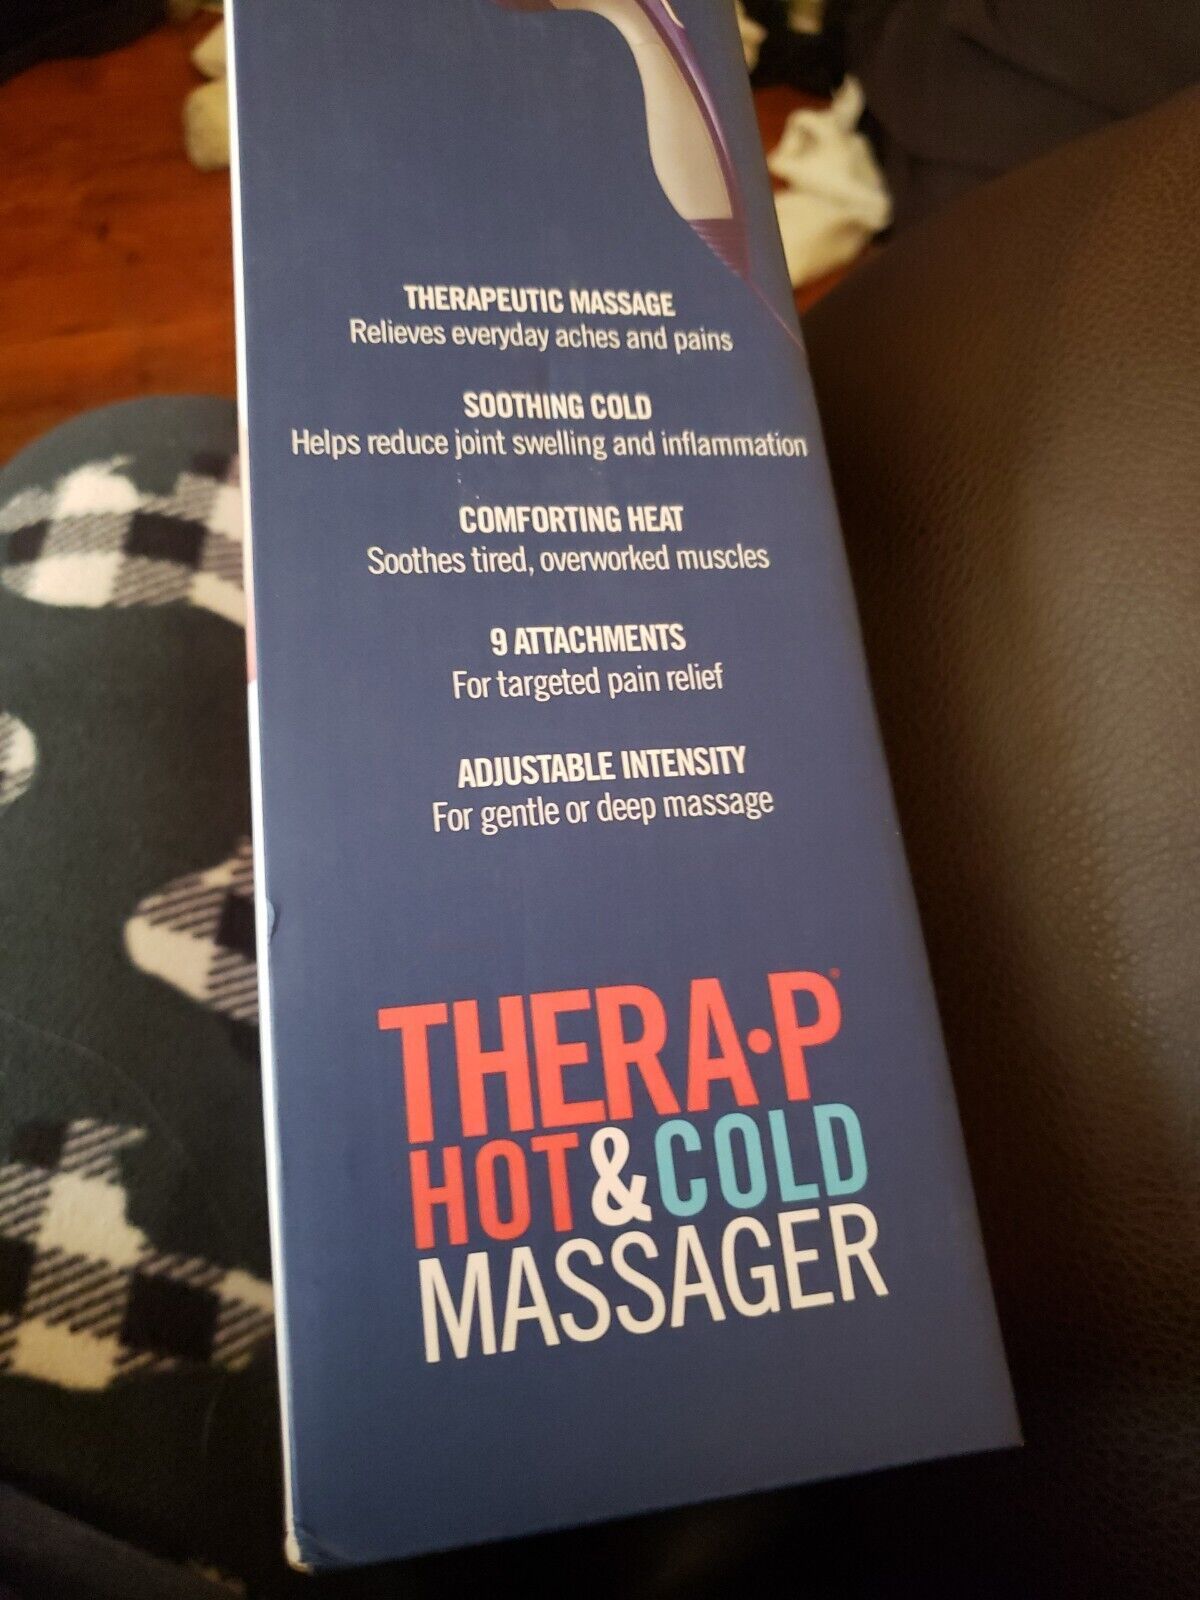 THERAPEUTIC MASSAGE
Relieves everyday aches and pains
SOOTHING COLD
Helps reduce joint swelling and inflammation
COMFORTING HEAT
Soothes tired, overworked muscles
9 ATTACHMENTS
For targeted pain relief
ADJUSTABLE INTENSITY
For gentle or deep massage
THERA•P®
HOT&COLD
MASSAGER